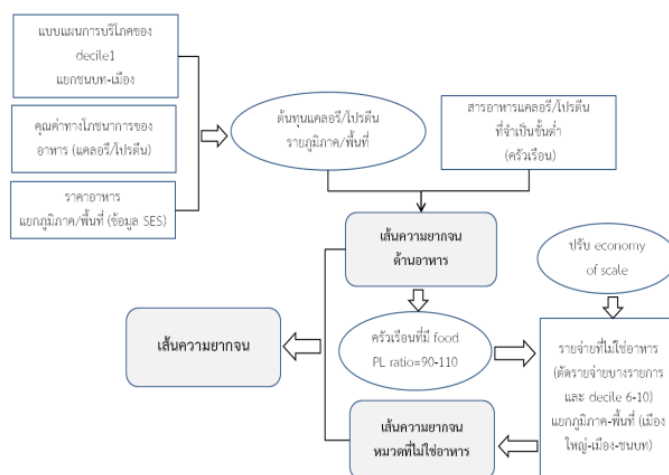 แบบแผนการบริโภคของ
decile1
แยกชนบท-เมือง
คุณค่าทางโภชนาการของ
อาหาร (แคลอรี/โปรตีน)
ราคาอาหาร
แยกภูมิภาค/พื้นที่ (ข้อมูล SES)
ต้นทุนแคลอรี/โปรตีน
รายภูมิภาค/พื้นที่
สารอาหารแคลอรี/โปรตีน
ที่จำเป็นขั้นต่ำ
(ครัวเรือน)
เส้นความยากจน
ด้านอาหาร
ปรับ economy
of scale
เส้นความยากจน
ครัวเรือนที่มี food
PL ratio=90-110
รายจ่ายที่ไม่ใช่อาหาร
(ตัดรายจ่ายบางรายการ
และ decile 6-10)
แยกภูมิภาค-พื้นที่ (เมือง
ใหญ่-เมือง-ชนบท)
เส้นความยากจน
หมวดที่ไม่ใช่อาหาร